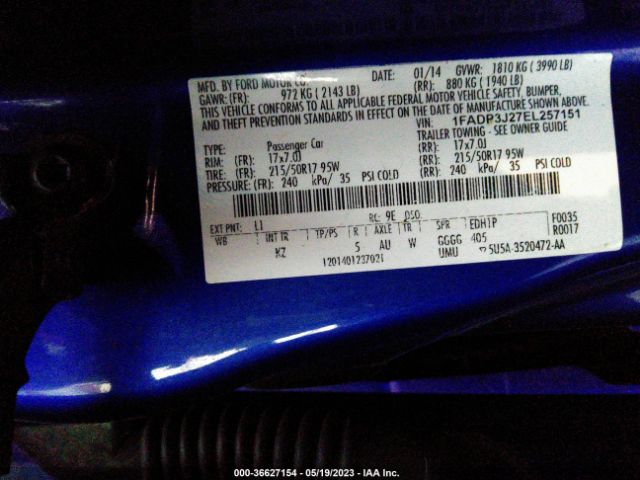 MFD. BY FORD MOTOR CO. DATE: 01/14 GVWR: 1810 KG ( 3990 LB)
GAWR: (FR) 972 KG ( 2143 LB) (RR): 880 KG ( 1940 LB)
THIS VEHICLE CONFORMS TO ALL APPLICABLE FEDERAL MOTOR VEHICLE SAFETY, BUMPER,
AND THEFT PREVENTION STANDARDS IN EFFECT ON THE DATE OF MANUFACTURE SHOWN ABOVE.
VIN: 1FADP3J27EL257151
TYPE: Passenger Car TRAILER TOWING - SEE OWNER GUIDE
RIM: (FR): 17x7.0J (RR): 17x7.0J
TIRE: (FR): 215/50R17 95W (RR): 215/50R17 95W
PRESSURE: (FR): 240 kPa/ 35 PSI COLD (RR): 240 kPa/ 35 PSI COLD
EXT PNT: L1 RC: 9E DSO: EDH1P F0035
WB INT TR TP/PS R AXLE TR SPR 405 R0017
KZ 5 AU W GGGG UMU 5U5A-3520472-AA
1201401237021
000-36627154 - 05/19/2023 - IAA Inc.